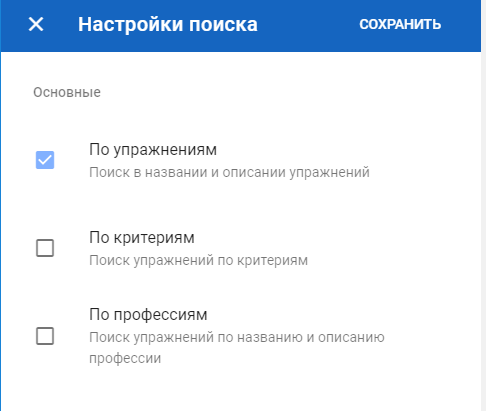 Настройки поиска СОХРАНИТЬ
Основные
По упражнениям
Поиск в названии и описании упражнений
По критериям
Поиск упражнений по критериям
По профессиям
Поиск упражнений по названию и описанию
профессии